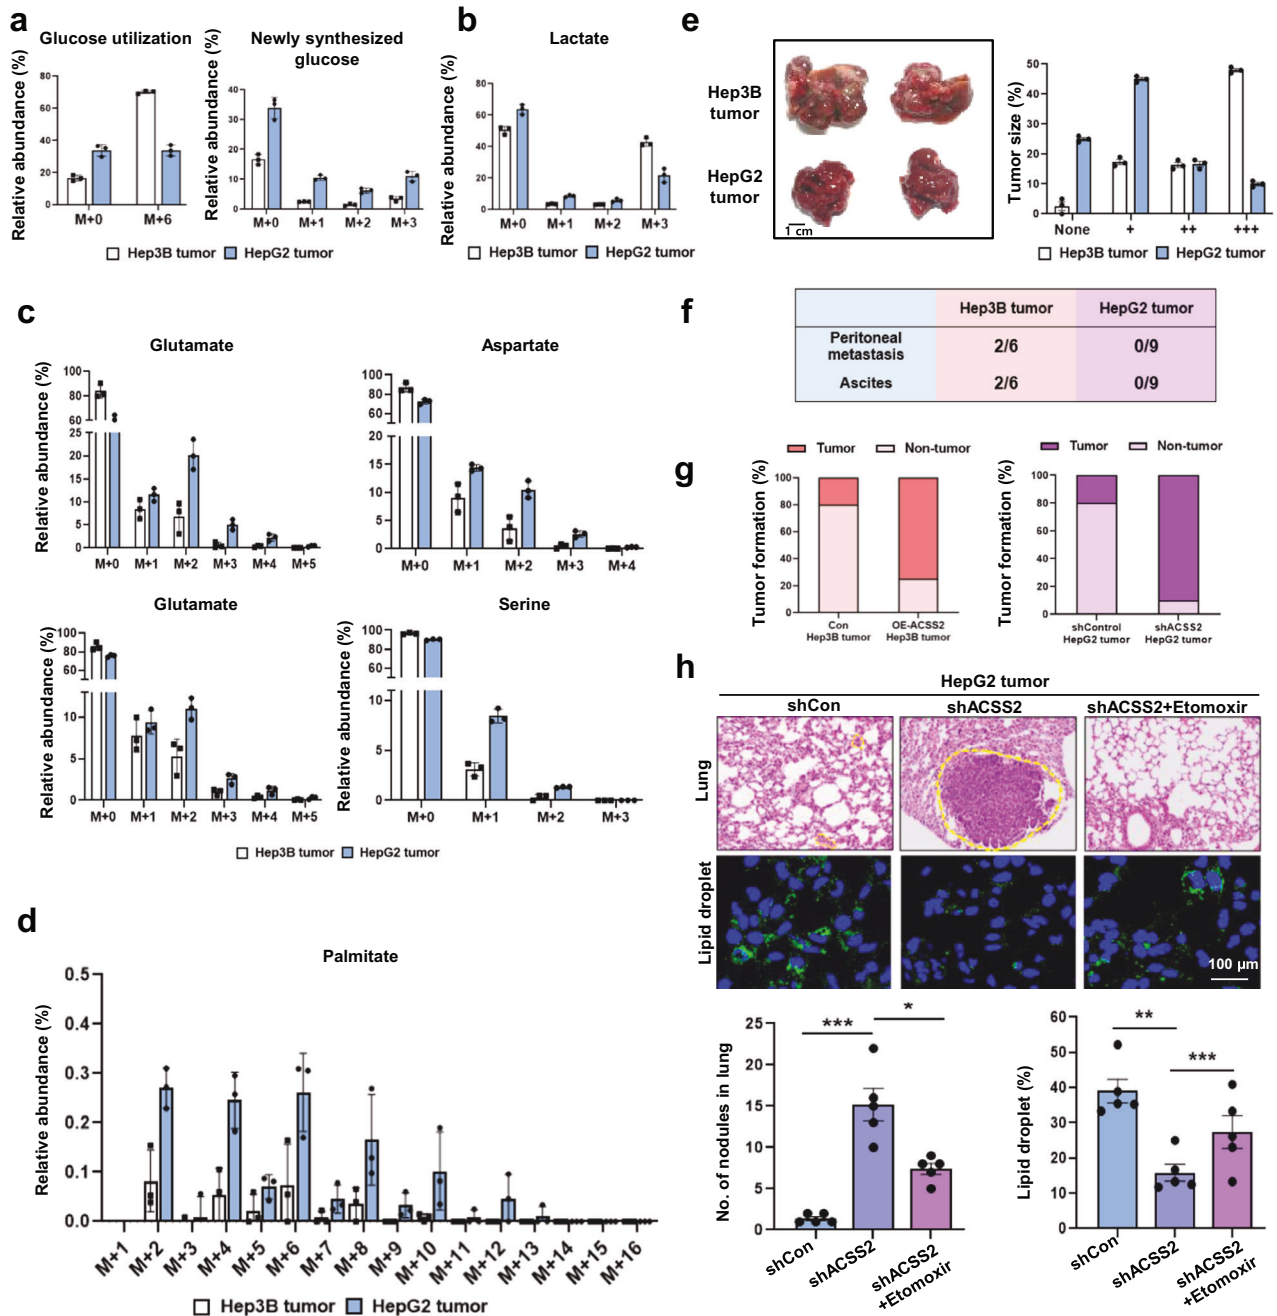 a
Glucose utilization
Relative abundance (%)
80
60
40
20
0
M+0 M+6
Newly synthesized
glucose
Relative abundance (%)
40
30
20
10
0
M+0 M+1 M+2 M+3
Hep3B tumor HepG2 tumor
b
Lactate
Relative abundance (%)
80
60
40
20
0
M+0 M+1 M+2 M+3
Hep3B tumor HepG2 tumor
e
Hep3B
tumor
HepG2
tumor
1 cm
Tumor size (%)
50
40
30
20
10
0
None + ++ +++
Hep3B tumor HepG2 tumor
c
Glutamate
Relative abundance (%)
100
80
60
25
20
15
10
5
0
M+0 M+1 M+2 M+3 M+4 M+5
Aspartate
Relative abundance (%)
100
80
60
20
15
10
5
0
M+0 M+1 M+2 M+3 M+4
Glutamate
Relative abundance (%)
100
80
60
10
5
0
M+0 M+1 M+2 M+3 M+4 M+5
Serine
Relative abundance (%)
100
80
60
10
5
0
M+0 M+1 M+2 M+3
Hep3B tumor HepG2 tumor
f
Hep3B tumor HepG2 tumor
Peritoneal
metastasis
2/6 0/9
Ascites 2/6 0/9
g
Tumor Non-tumor
Tumor formation (%)
100
80
60
40
20
0
Con
Hep3B tumor
OE-ACSS2
Hep3B tumor
Tumor Non-tumor
Tumor formation (%)
100
80
60
40
20
0
shControl
HepG2 tumor
shACSS2
HepG2 tumor
d
Palmitate
Relative abundance (%)
0.5
0.4
0.3
0.2
0.1
0.0
M+1 M+2 M+3 M+4 M+5 M+6 M+7 M+8 M+9 M+10 M+11 M+12 M+13 M+14 M+15 M+16
Hep3B tumor HepG2 tumor
h
HepG2 tumor
shCon shACSS2 shACSS2+Etomoxir
Lung
Lipid droplet
100 µm
No. of nodules in lung
25
20
15
10
5
0
*** *
shCon shACSS2 shACSS2
+Etomoxir
Lipid droplet (%)
60
50
40
30
20
10
0
** ***
shCon shACSS2 shACSS2
+Etomoxir